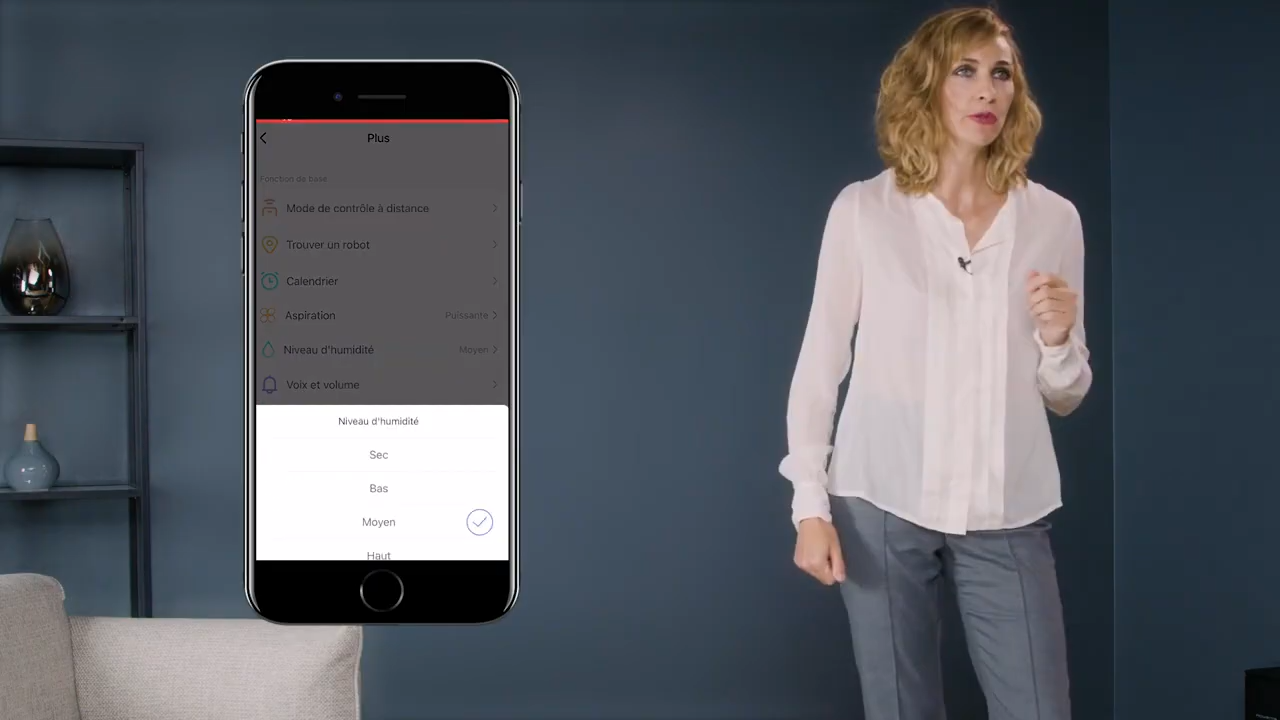 Plus
Fonction de base
Mode de contrôle à distance
Trouver un robot
Calendrier
Aspiration Puissante
Niveau d'humidité Moyen
Voix et volume
Niveau d'humidité
Sec
Bas
Moyen
Haut